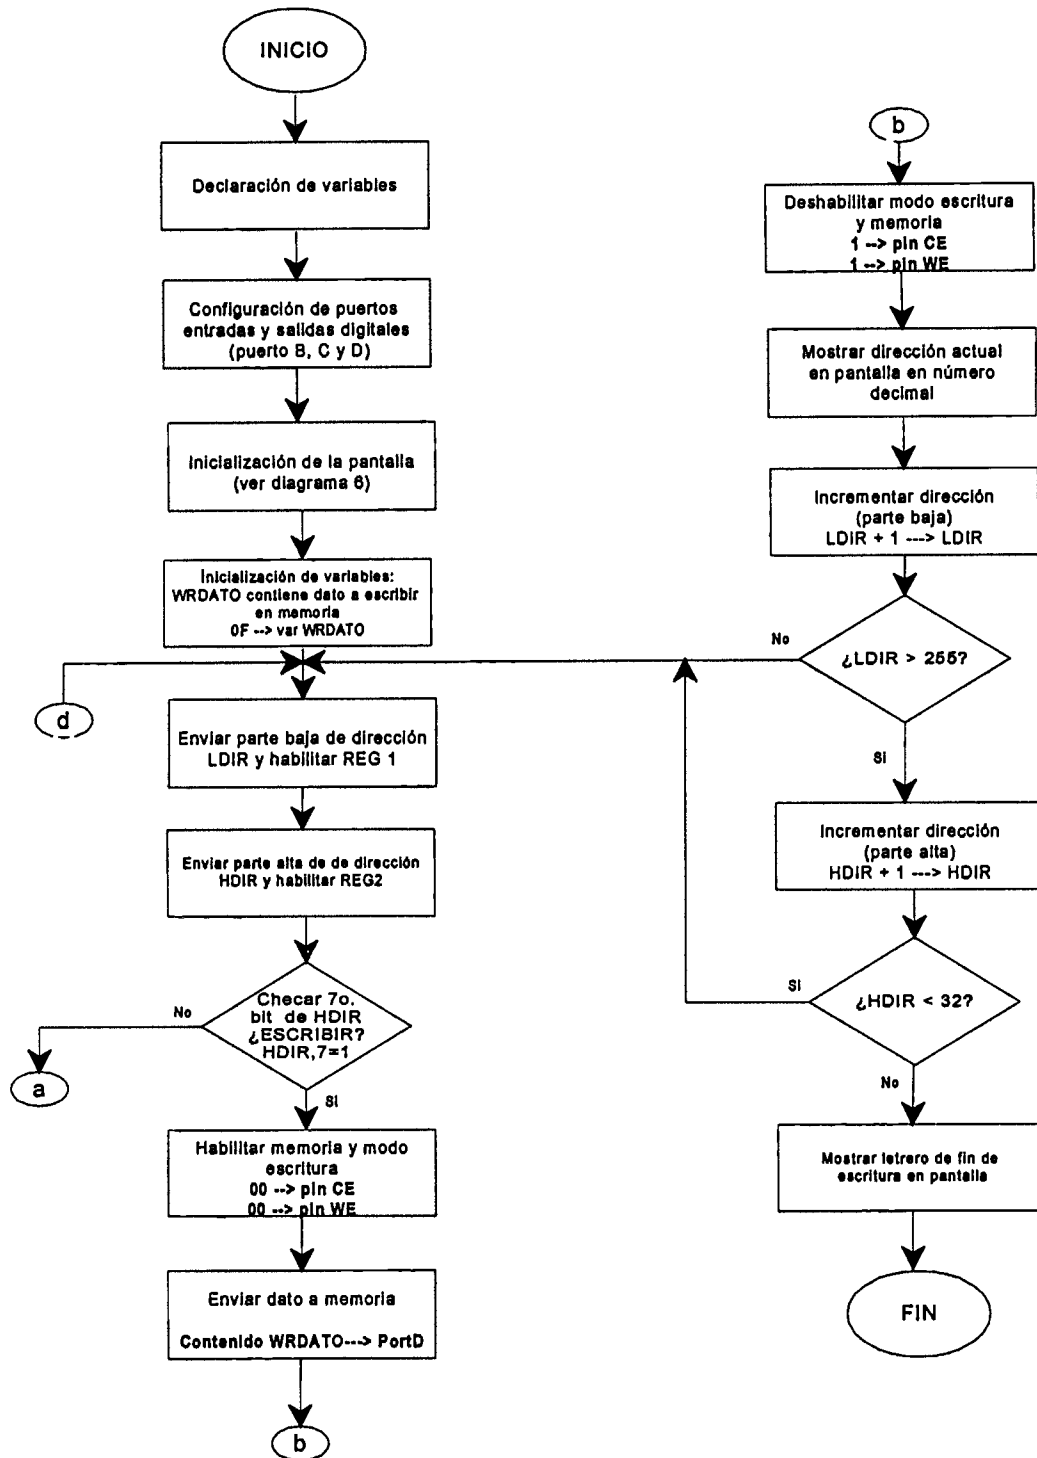 INICIO
Declaración de variables
Configuración de puertos
entradas y salidas digitales
(puerto B, C y D)
Inicialización de la pantalla
(ver diagrama 6)
Inicialización de variables:
WRDATO contiene dato a escribir
en memoria
0F --> var WRDATO
d
Enviar parte baja de dirección
LDIR y habilitar REG 1
Enviar parte alta de de dirección
HDIR y habilitar REG2
Checar 7o.
bit de HDIR
¿ESCRIBIR?
HDIR,7=1
No
a
Si
Habilitar memoria y modo
escritura
00 --> pin CE
00 --> pin WE
Enviar dato a memoria
Contenido WRDATO---> PortD
b
b
Deshabilitar modo escritura
y memoria
1 --> pin CE
1 --> pin WE
Mostrar dirección actual
en pantalla en número
decimal
Incrementar dirección
(parte baja)
LDIR + 1 ---> LDIR
No
¿LDIR > 255?
Si
Incrementar dirección
(parte alta)
HDIR + 1 ---> HDIR
Si
¿HDIR < 32?
No
Mostrar letrero de fin de
escritura en pantalla
FIN